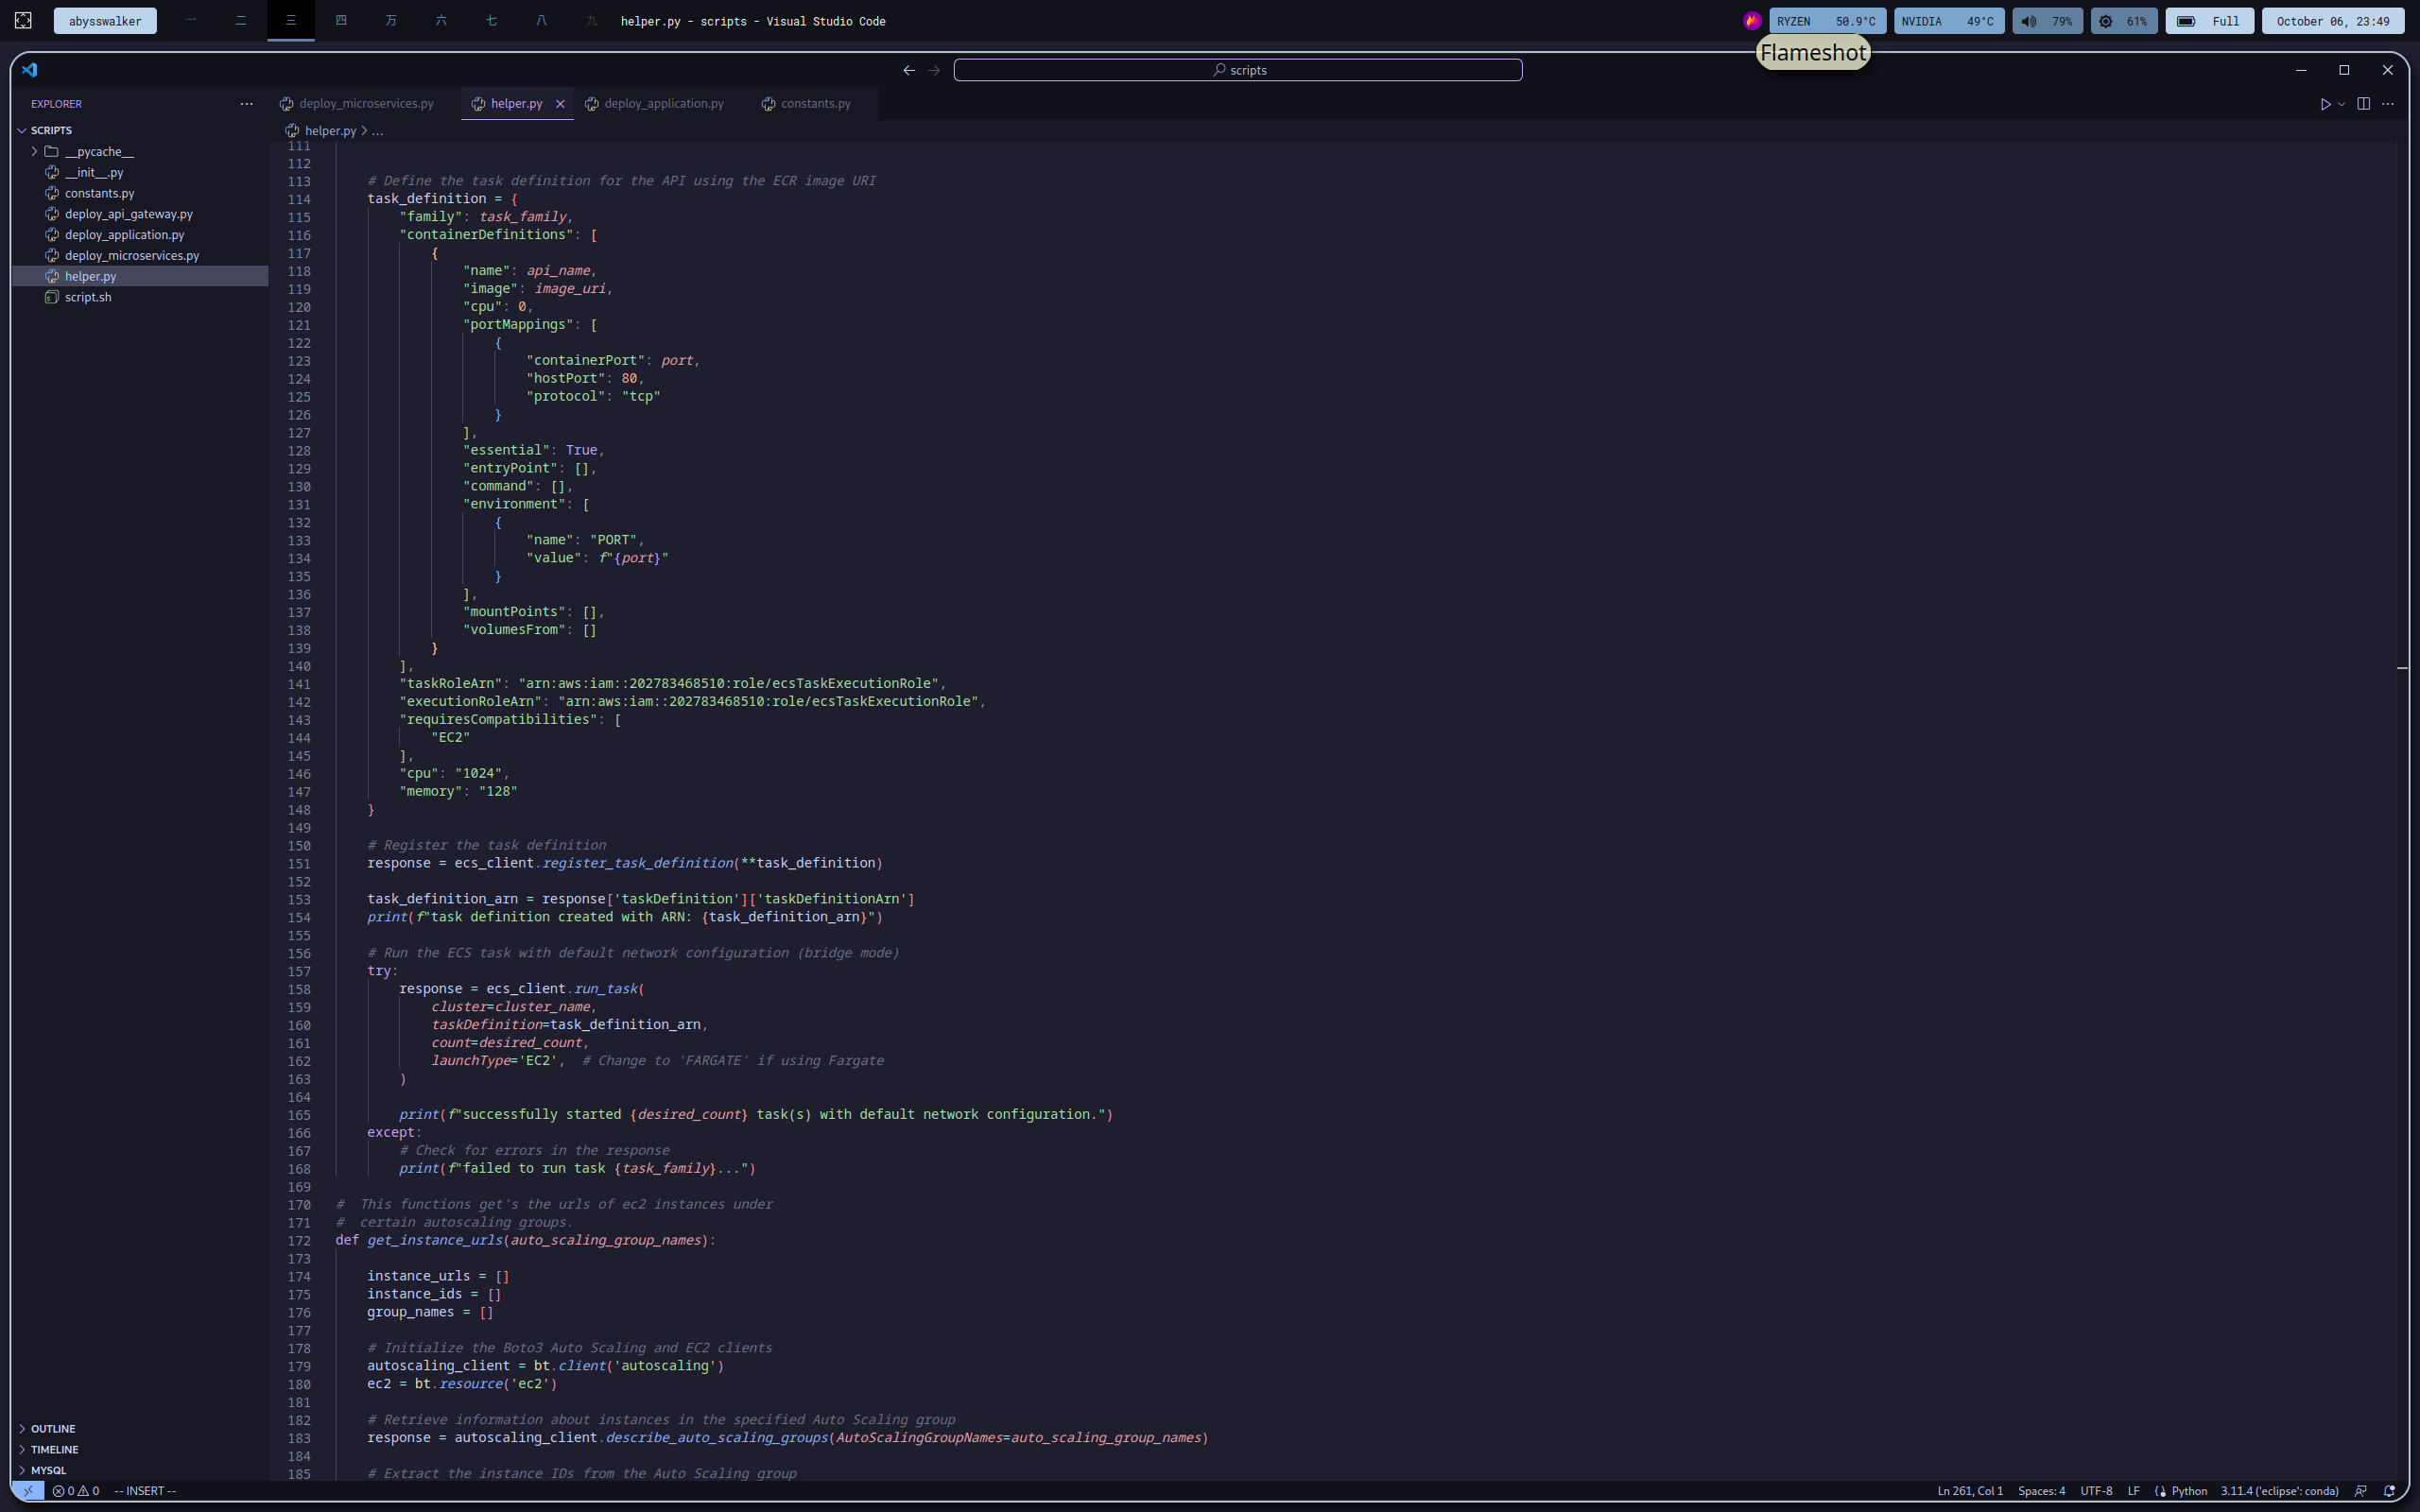 abysswalker 一 二 三 四 万 六 七 八 九 helper.py - scripts - Visual Studio Code RYZEN 50.9°C NVIDIA 49°C 79% 61% Full October 06, 23:49
Flameshot
scripts
EXPLORER
SCRIPTS
__pycache__
__init__.py
constants.py
deploy_api_gateway.py
deploy_application.py
deploy_microservices.py
helper.py
script.sh
OUTLINE
TIMELINE
MYSQL
deploy_microservices.py helper.py deploy_application.py constants.py
helper.py > ...
111
112
113 # Define the task definition for the API using the ECR image URI
114 task_definition = {
115 "family": task_family,
116 "containerDefinitions": [
117 {
118 "name": api_name,
119 "image": image_uri,
120 "cpu": 0,
121 "portMappings": [
122 {
123 "containerPort": port,
124 "hostPort": 80,
125 "protocol": "tcp"
126 }
127 ],
128 "essential": True,
129 "entryPoint": [],
130 "command": [],
131 "environment": [
132 {
133 "name": "PORT",
134 "value": f"{port}"
135 }
136 ],
137 "mountPoints": [],
138 "volumesFrom": []
139 }
140 ],
141 "taskRoleArn": "arn:aws:iam::202783468510:role/ecsTaskExecutionRole",
142 "executionRoleArn": "arn:aws:iam::202783468510:role/ecsTaskExecutionRole",
143 "requiresCompatibilities": [
144 "EC2"
145 ],
146 "cpu": "1024",
147 "memory": "128"
148 }
149
150 # Register the task definition
151 response = ecs_client.register_task_definition(**task_definition)
152
153 task_definition_arn = response['taskDefinition']['taskDefinitionArn']
154 print(f"task definition created with ARN: {task_definition_arn}")
155
156 # Run the ECS task with default network configuration (bridge mode)
157 try:
158 response = ecs_client.run_task(
159 cluster=cluster_name,
160 taskDefinition=task_definition_arn,
161 count=desired_count,
162 launchType='EC2', # Change to 'FARGATE' if using Fargate
163 )
164
165 print(f"successfully started {desired_count} task(s) with default network configuration.")
166 except:
167 # Check for errors in the response
168 print(f"failed to run task {task_family}...")
169
170 # This functions get's the urls of ec2 instances under
171 # certain autoscaling groups.
172 def get_instance_urls(auto_scaling_group_names):
173
174 instance_urls = []
175 instance_ids = []
176 group_names = []
177
178 # Initialize the Boto3 Auto Scaling and EC2 clients
179 autoscaling_client = bt.client('autoscaling')
180 ec2 = bt.resource('ec2')
181
182 # Retrieve information about instances in the specified Auto Scaling group
183 response = autoscaling_client.describe_auto_scaling_groups(AutoScalingGroupNames=auto_scaling_group_names)
184
185 # Extract the instance IDs from the Auto Scaling group
0 0 -- INSERT -- Ln 261, Col 1 Spaces: 4 UTF-8 LF Python 3.11.4 ('eclipse': conda)